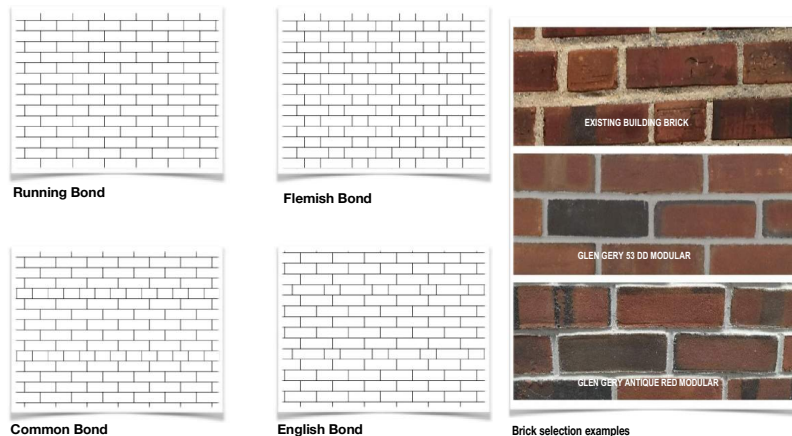 Running Bond
Flemish Bond
Common Bond
English Bond
EXISTING BUILDING BRICK
GLEN GERY 53 DD MODULAR
GLEN GERY ANTIQUE RED MODULAR
Brick selection examples